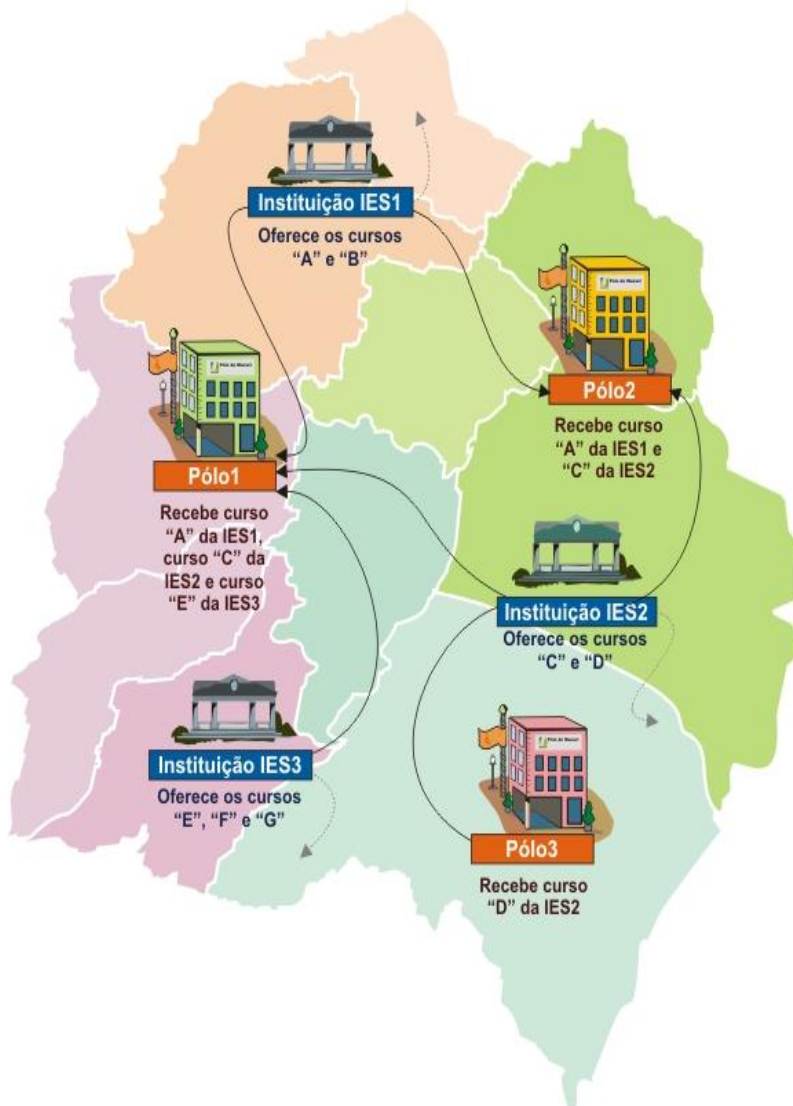 Instituição IES1
Oferece os cursos
“A” e “B”
Pólo2
Recebe curso
“A” da IES1 e
“C” da IES2
Pólo1
Recebe curso
“A” da IES1,
curso “C” da
IES2 e curso
“E” da IES3
Instituição IES2
Oferece os cursos
“C” e “D”
Instituição IES3
Oferece os cursos
“E”, “F” e “G”
Pólo3
Recebe curso
“D” da IES2